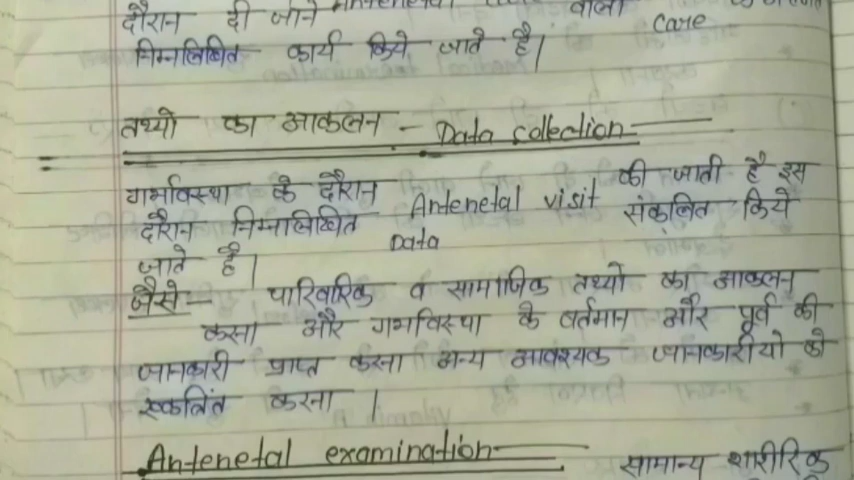 दौरान दी जाने वाला care
निम्नलिखित कार्य किये जाते है।
तथ्यो का आकलन - Data collection
गर्भावस्था के दौरान Antenetal visit की जाती है इस
दौरान निम्नलिखित Data संकलित किये
जाते है।
जैसे - पारिवारिक व सामाजिक तथ्यो का आकलन
करना और गर्भावस्था के वर्तमान और पूर्व की
जानकारी प्राप्त करना अन्य आवश्यक जानकारीयो को
करना ।
Antenetal examination
सामान्य शारीरिक